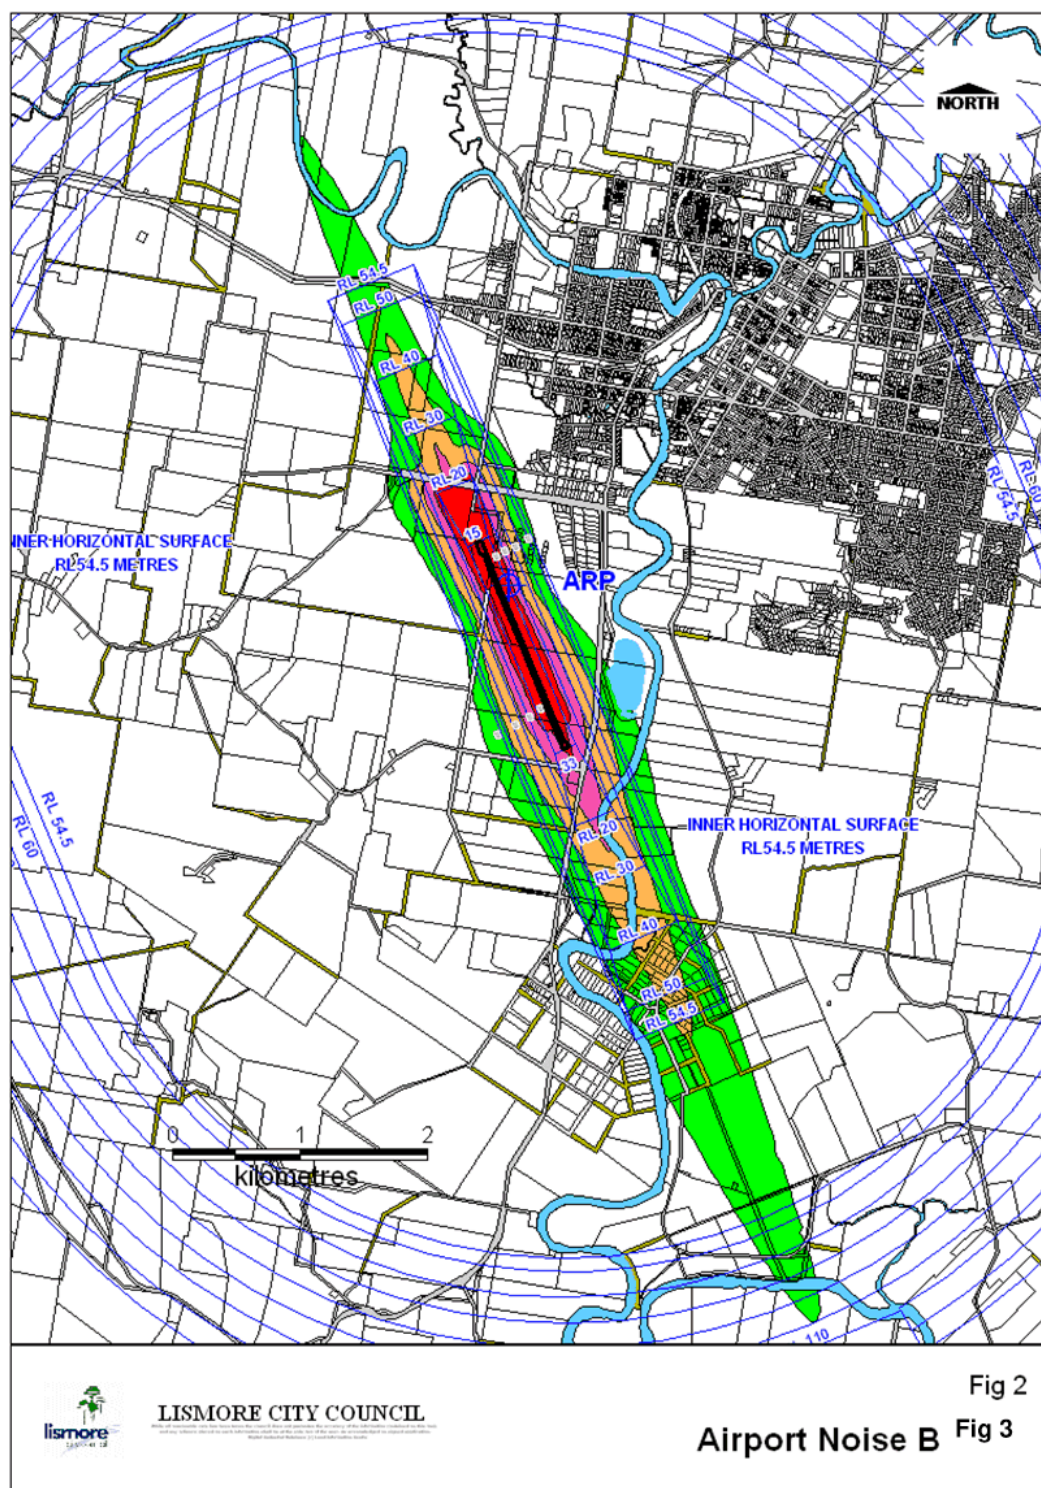 NORTH
RL 54.5
RL 50
RL 40
RL 30
RL20
15
RL 60
RL 54.5
NNER HORIZONTAL SURFACE
RL54.5 METRES
ARP
33
RL 54.5
RL 60
RL 20
INNER HORIZONTAL SURFACE
RL54.5 METRES
RL 30
RL 40
RL 50
RL 54.5
0 1 2
kilometres
110
Fig 2
lismore
LISMORE CITY COUNCIL
Airport Noise B
Fig 3